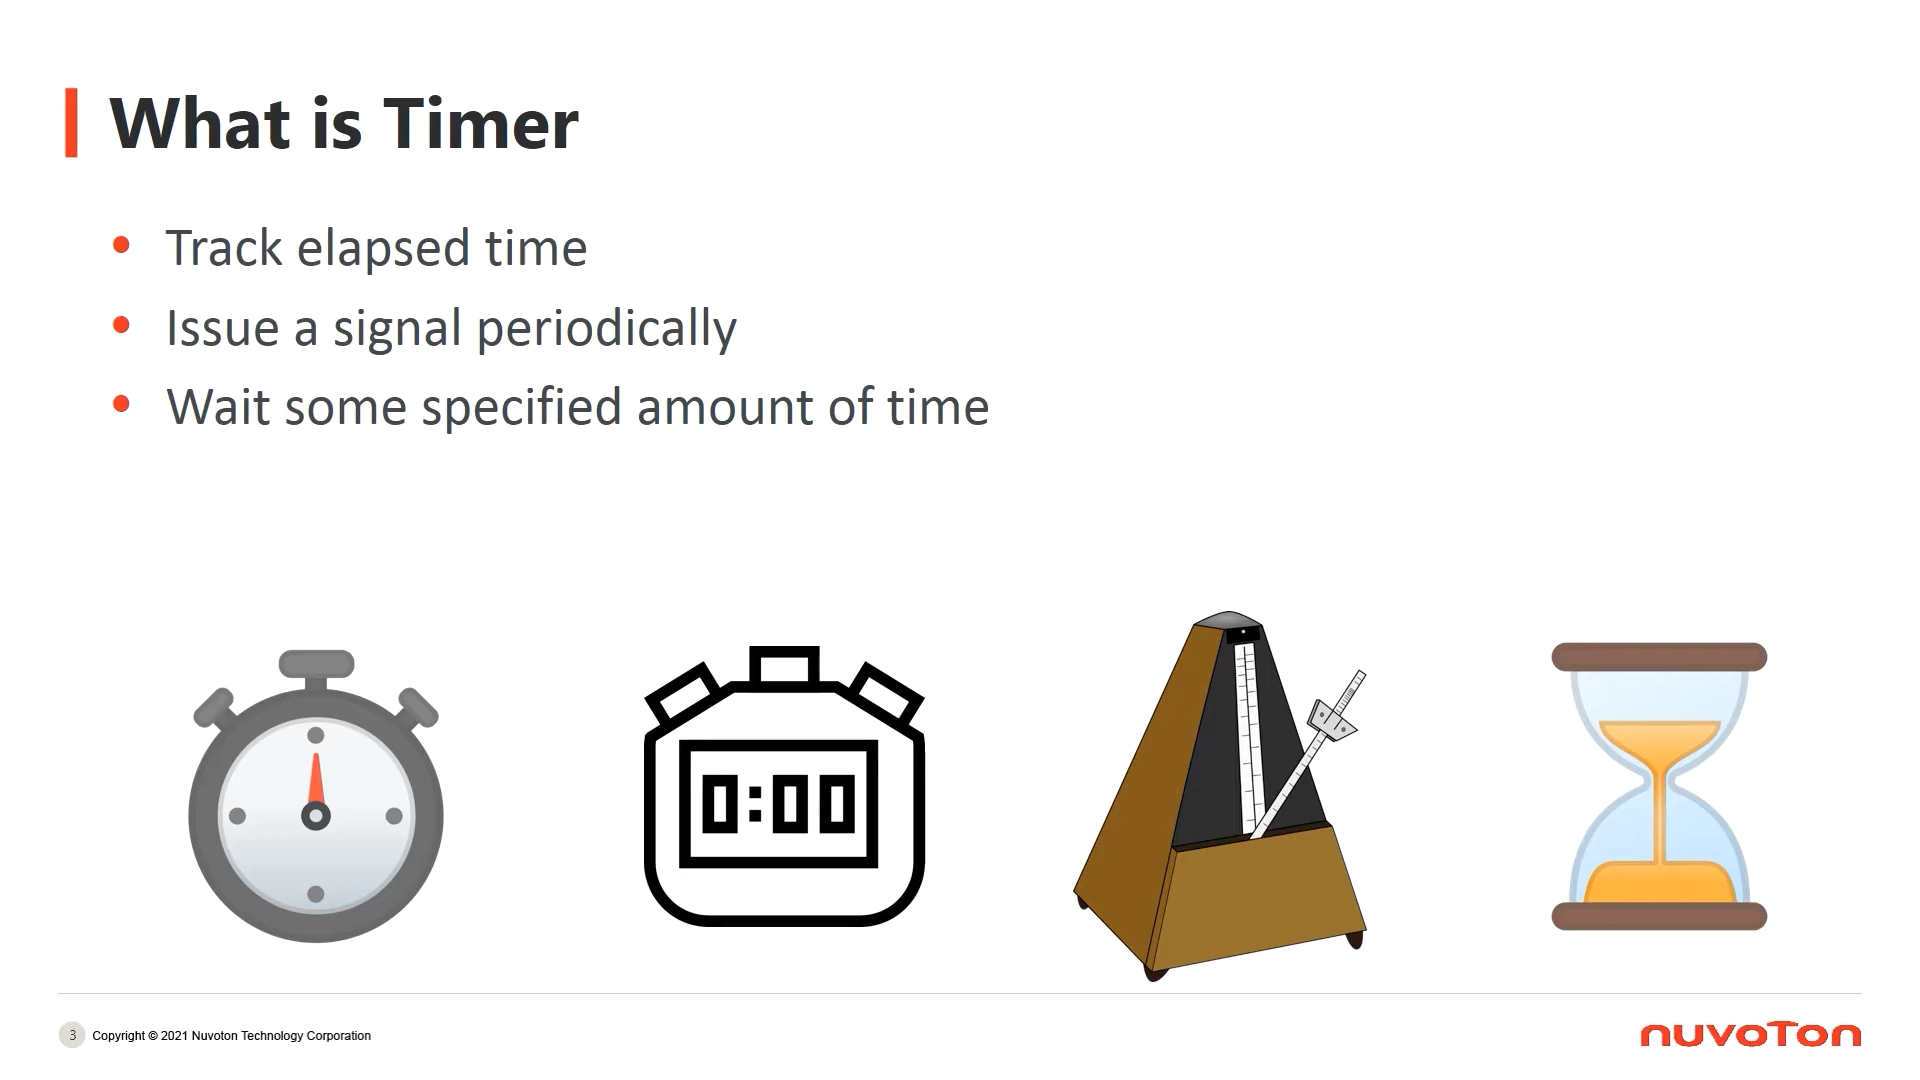 What is Timer
• Track elapsed time
• Issue a signal periodically
• Wait some specified amount of time
0:00
3 Copyright © 2021 Nuvoton Technology Corporation
nuvoTon